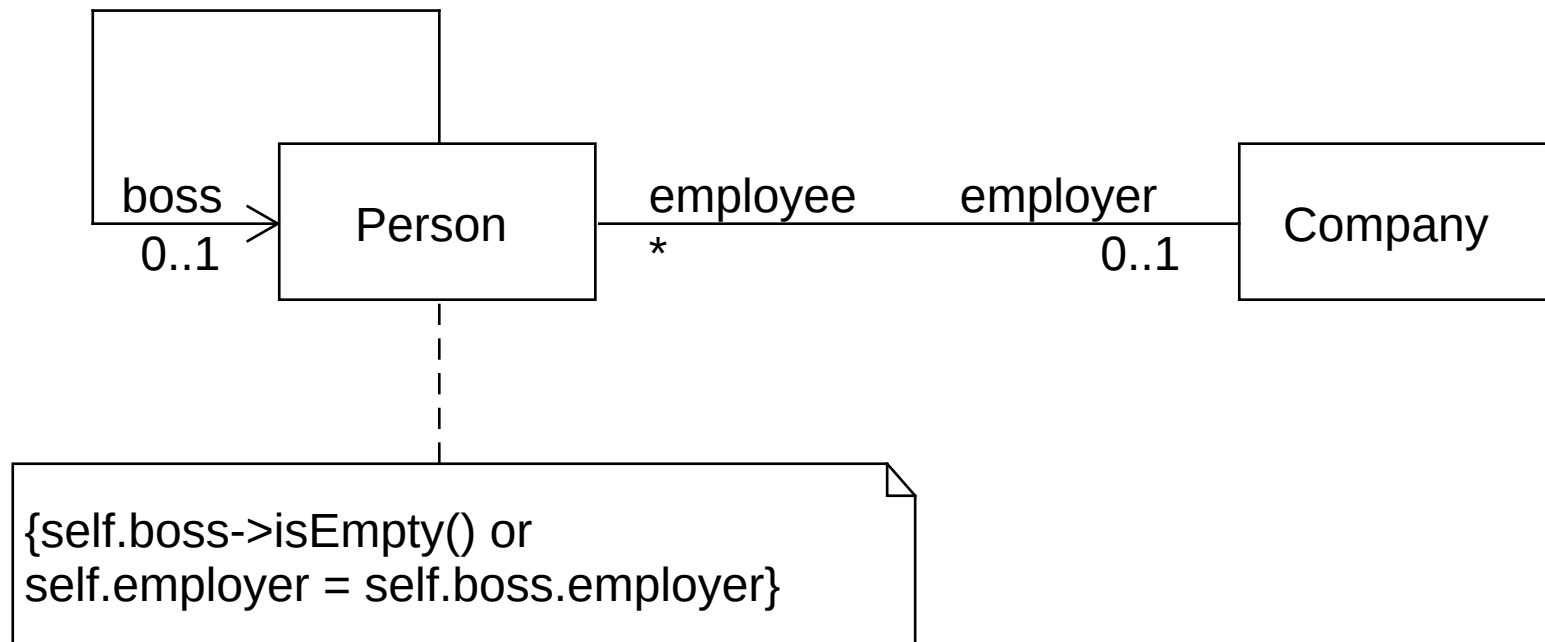 boss
0..1
Person
employee
*
employer
0..1
Company
{self.boss->isEmpty() or
self.employer = self.boss.employer}